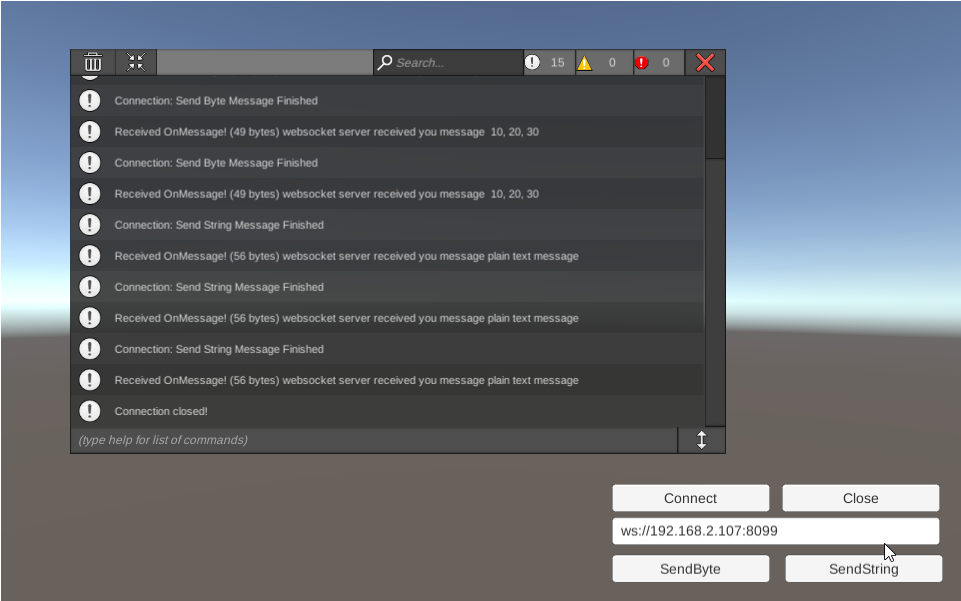 Search... 15 0 0
Connection: Send Byte Message Finished
Received OnMessage! (49 bytes) websocket server received you message  10, 20, 30
Connection: Send Byte Message Finished
Received OnMessage! (49 bytes) websocket server received you message  10, 20, 30
Connection: Send String Message Finished
Received OnMessage! (56 bytes) websocket server received you message plain text message
Connection: Send String Message Finished
Received OnMessage! (56 bytes) websocket server received you message plain text message
Connection: Send String Message Finished
Received OnMessage! (56 bytes) websocket server received you message plain text message
Connection closed!
(type help for list of commands)
Connect Close
ws://192.168.2.107:8099
SendByte SendString